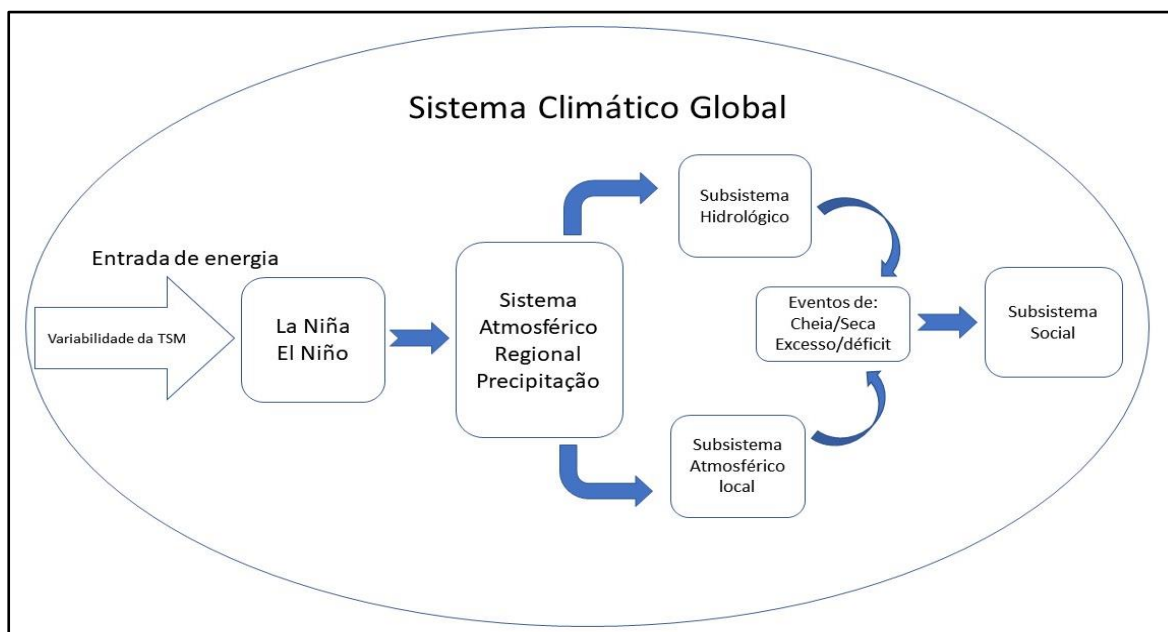 Sistema Climático Global
Entrada de energia
Variabilidade da TSM
La Niña
El Niño
Sistema
Atmosférico
Regional
Precipitação
Subsistema
Hidrológico
Subsistema
Atmosférico
local
Eventos de:
Cheia/Seca
Excesso/déficit
Subsistema
Social